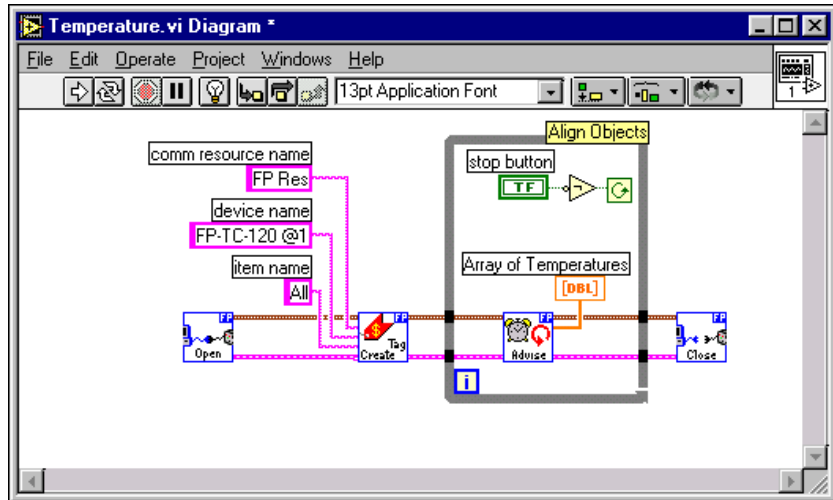 Temperature.vi Diagram *
File Edit Operate Project Windows Help
13pt Application Font
1
Align Objects
comm resource name
FP Res
stop button
TF
device name
FP-TC-120 @1
item name
All
Array of Temperatures
[DBL]
FP
Open
FP
Tag
Create
FP
Advise
FP
Close
i